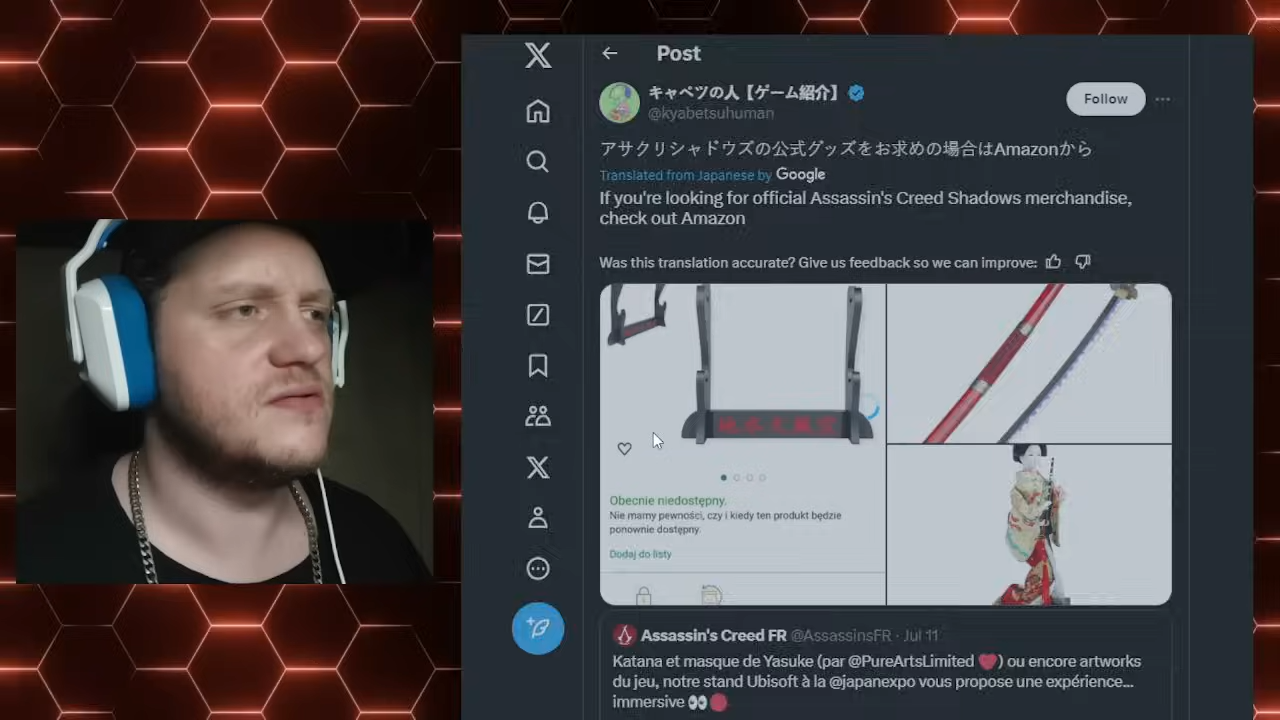 Post
キャベツの人【ゲーム紹介】
@kyabetsuhuman
Follow
アサクリシャドウズの公式グッズをお求めの場合はAmazonから
Translated from Japanese by Google
If you're looking for official Assassin's Creed Shadows merchandise,
check out Amazon
Was this translation accurate? Give us feedback so we can improve:
Obecnie niedostępny.
Nie mamy pewności, czy i kiedy ten produkt będzie
ponownie dostępny.
Dodaj do listy
Assassin's Creed FR @AssassinsFR · Jul 11
Katana et masque de Yasuke (par @PureArtsLimited ❤️) ou encore artworks
du jeu, notre stand Ubisoft à la @japanexpo vous propose une expérience...
immersive 👀🔴